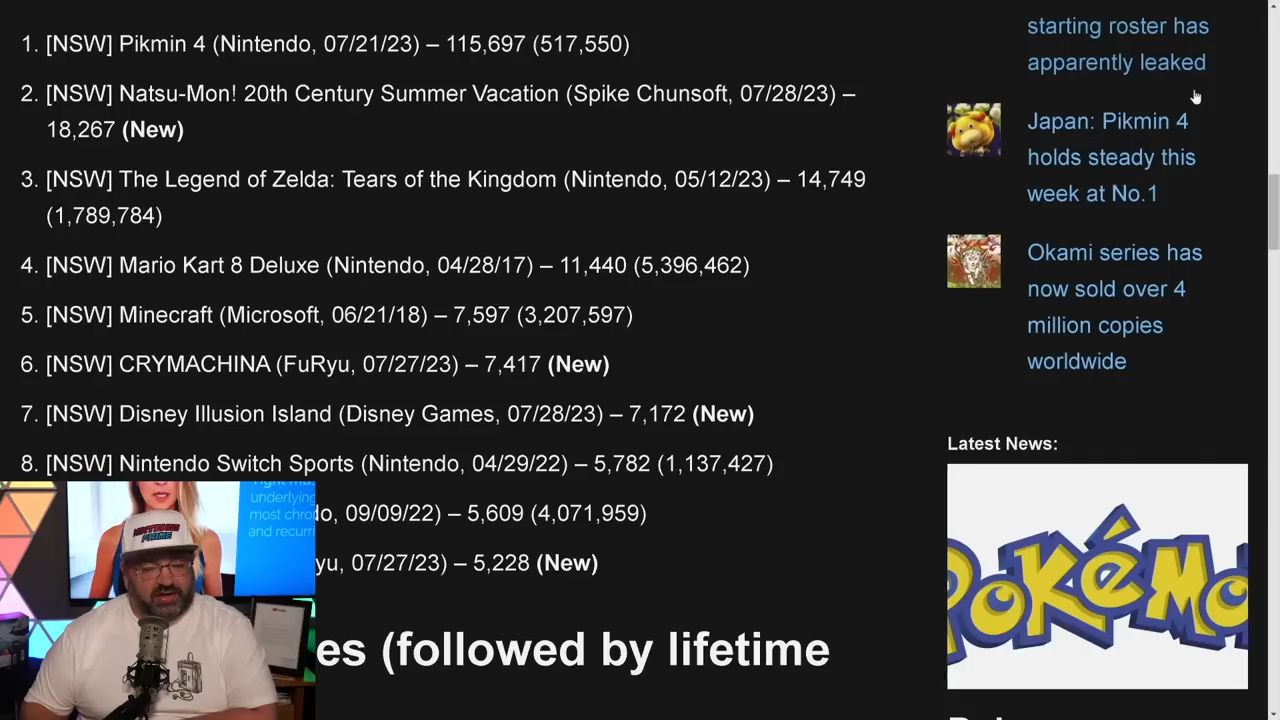 1. [NSW] Pikmin 4 (Nintendo, 07/21/23) – 115,697 (517,550)
2. [NSW] Natsu-Mon! 20th Century Summer Vacation (Spike Chunsoft, 07/28/23) –
18,267 (New)
3. [NSW] The Legend of Zelda: Tears of the Kingdom (Nintendo, 05/12/23) – 14,749
(1,789,784)
4. [NSW] Mario Kart 8 Deluxe (Nintendo, 04/28/17) – 11,440 (5,396,462)
5. [NSW] Minecraft (Microsoft, 06/21/18) – 7,597 (3,207,597)
6. [NSW] CRYMACHINA (FuRyu, 07/27/23) – 7,417 (New)
7. [NSW] Disney Illusion Island (Disney Games, 07/28/23) – 7,172 (New)
8. [NSW] Nintendo Switch Sports (Nintendo, 04/29/22) – 5,782 (1,137,427)
do, 09/09/22) – 5,609 (4,071,959)
yu, 07/27/23) – 5,228 (New)
es (followed by lifetime
starting roster has
apparently leaked
Japan: Pikmin 4
holds steady this
week at No.1
Okami series has
now sold over 4
million copies
worldwide
Latest News:
POKéMO
underlying
most chro
and recurri
NINTENDO
PRIME